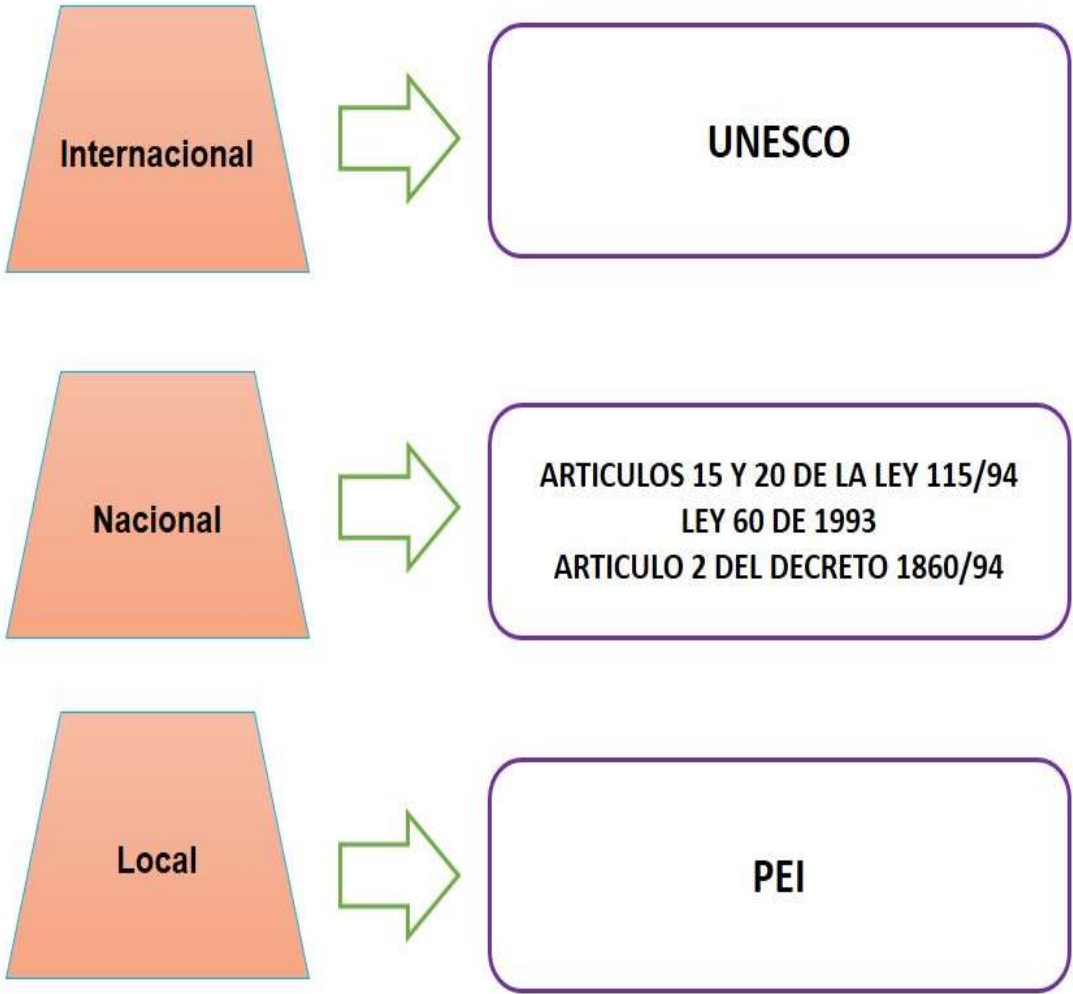 Internacional
UNESCO
Nacional
ARTICULOS 15 Y 20 DE LA LEY 115/94
LEY 60 DE 1993
ARTICULO 2 DEL DECRETO 1860/94
Local
PEI